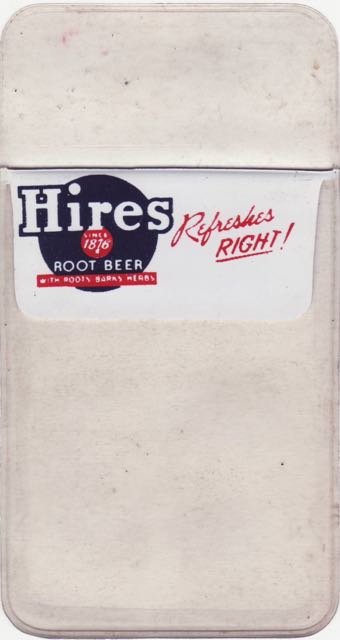 Hires
SINCE
1876
ROOT BEER
WITH ROOTS BARKS HERBS
Refreshes
RIGHT!